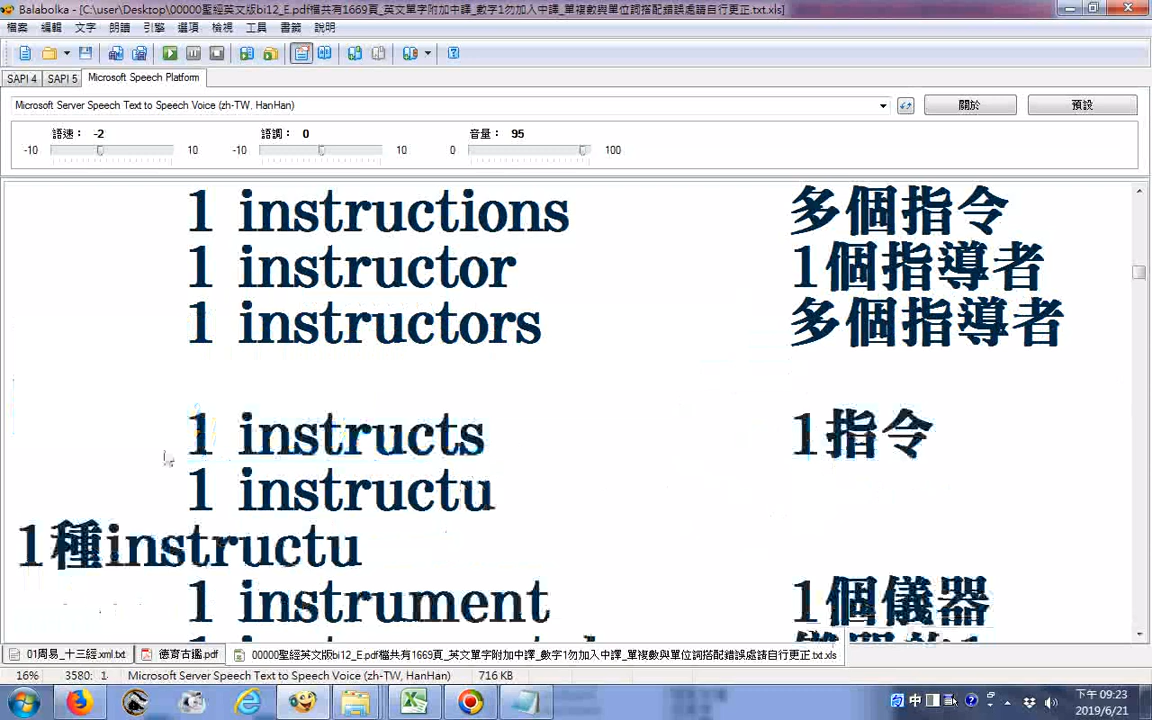 Balabolka - [C:\user\Desktop\00000聖經英文版bi12_E.pdf檔共有1669頁_英文單字附加中譯_數字1勿加入中譯_單複數與單位詞搭配錯誤處請自行更正.txt.xls]
檔案 編輯 文字 朗讀 引擎 選項 檢視 工具 書籤 說明
SAPI 4 SAPI 5 Microsoft Speech Platform
Microsoft Server Speech Text to Speech Voice (zh-TW, HanHan) 關於 預設
語速： -2 語調： 0 音量： 95
-10 10 -10 10 0 100
1 instructions 多個指令
1 instructor 1個指導者
1 instructors 多個指導者
1 instructs 1指令
1 instructu
1種instructu
1 instrument 1個儀器
01周易_十三經.xml.txt 德育古鑑.pdf 00000聖經英文版bi12_E.pdf檔共有1669頁_英文單字附加中譯_數字1勿加入中譯_單複數與單位詞搭配錯誤處請自行更正.txt.xls
16% 3580: 1 Microsoft Server Speech Text to Speech Voice (zh-TW, HanHan) 716 KB
中 下午 09:23
2019/6/21